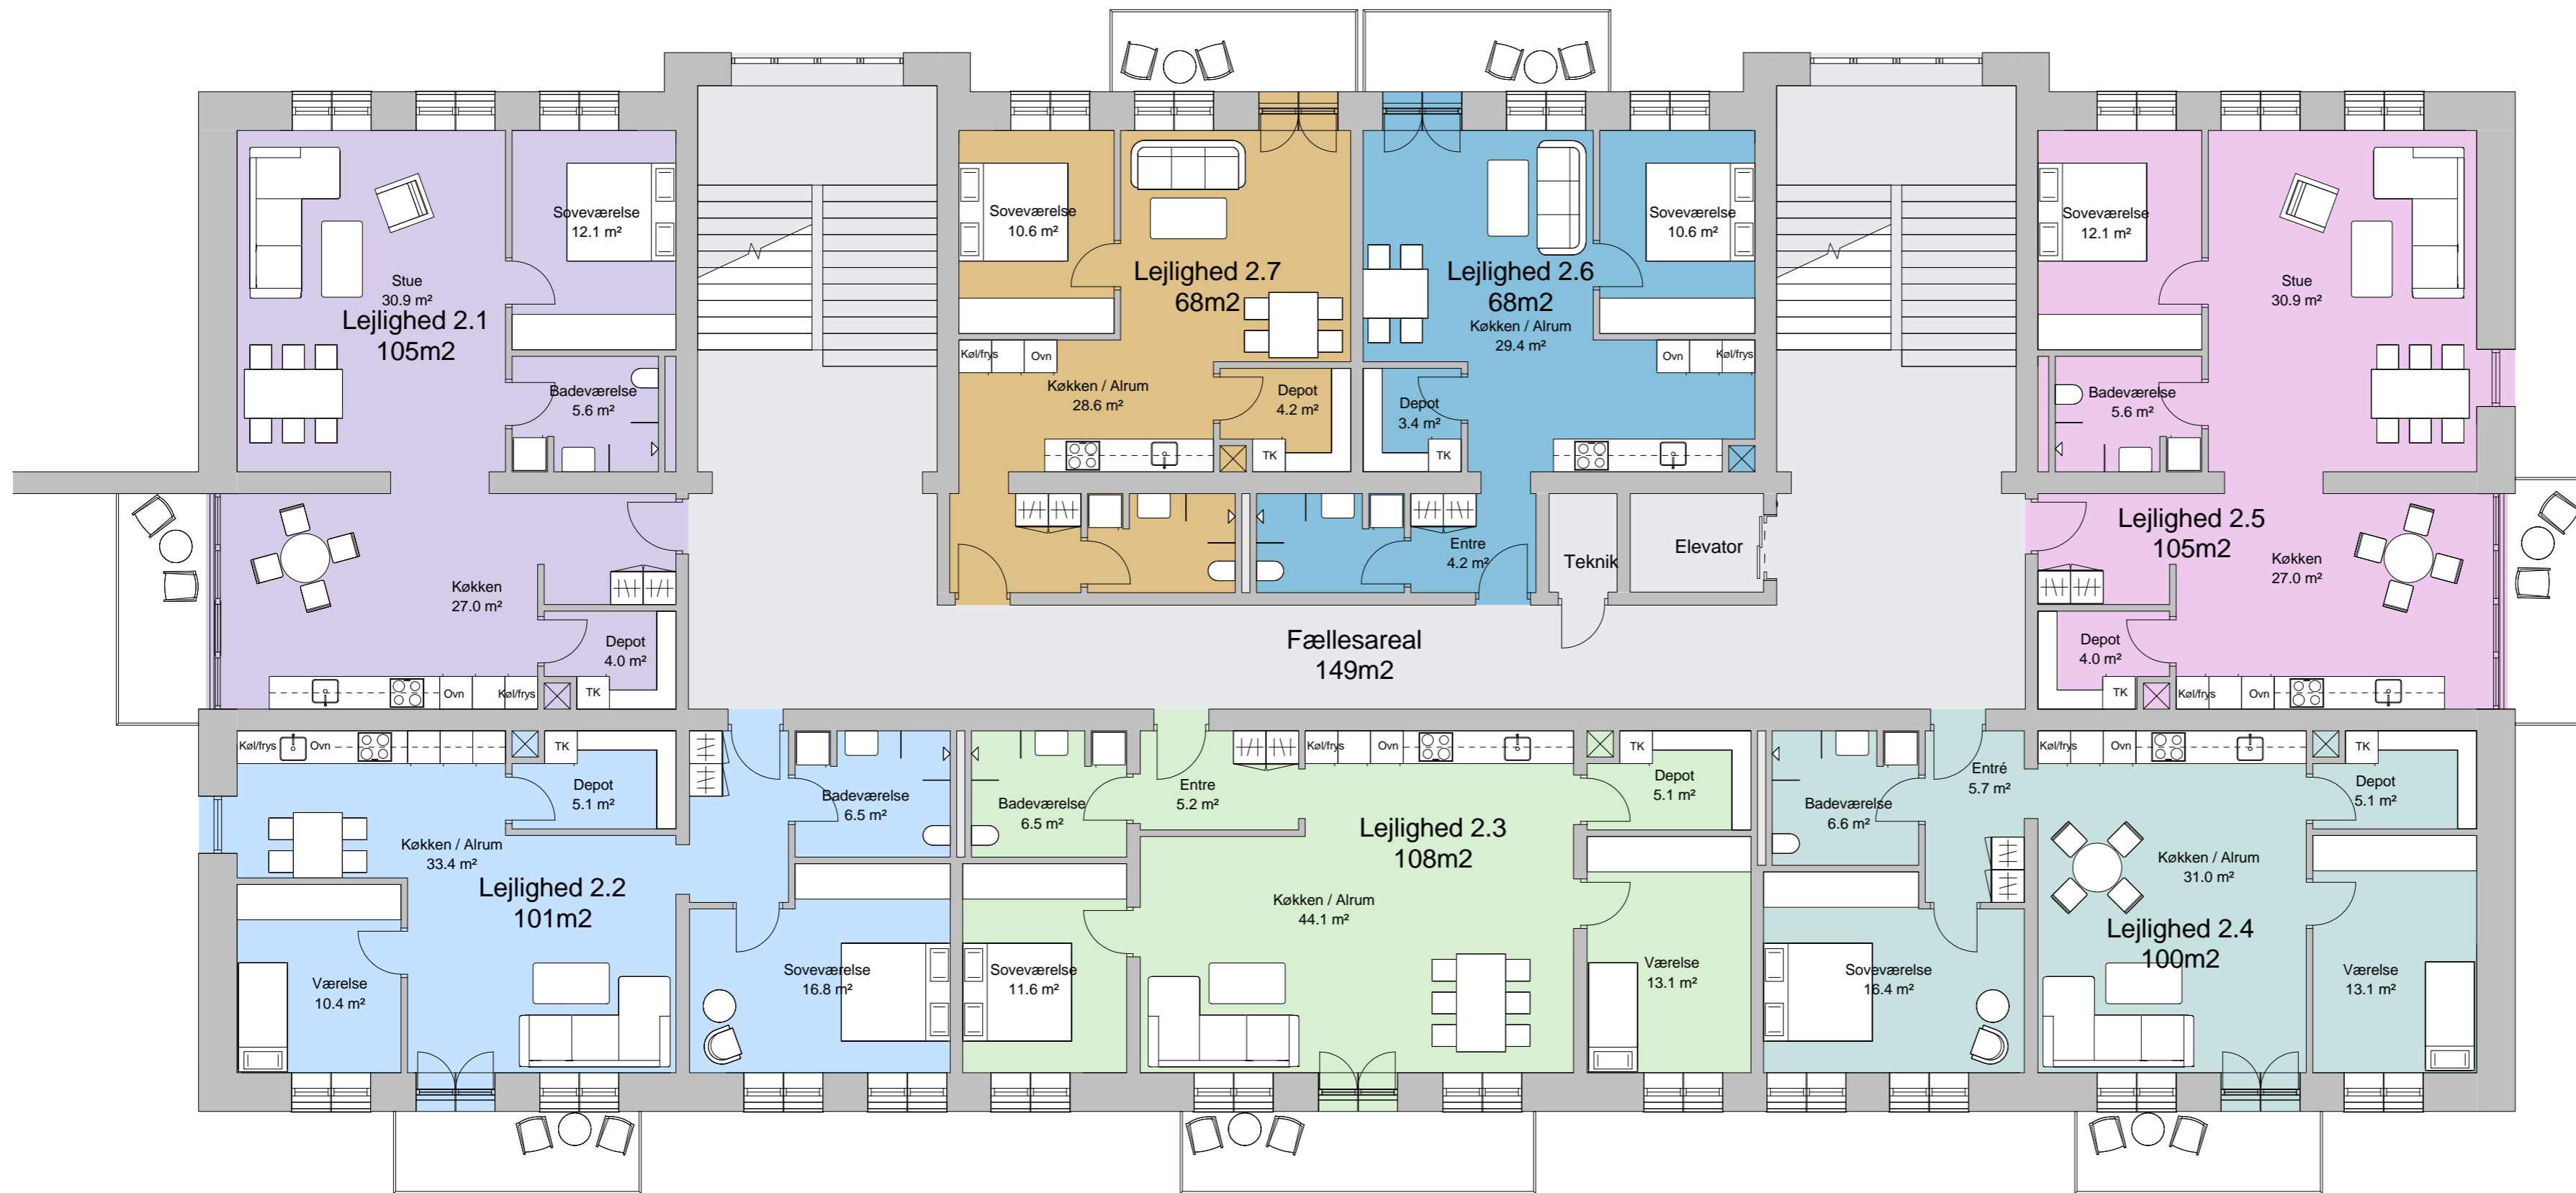 Stue
30.9 m²
Lejlighed 2.1
105m2
Soveværelse
12.1 m²
Badeværelse
5.6 m²
Køkken
27.0 m²
Depot
4.0 m²
Ovn
Køl/frys
TK
Soveværelse
10.6 m²
Lejlighed 2.7
68m2
Køl/frys
Ovn
Køkken / Alrum
28.6 m²
Depot
4.2 m²
TK
Lejlighed 2.6
68m2
Køkken / Alrum
29.4 m²
Soveværelse
10.6 m²
Ovn
Køl/frys
Depot
3.4 m²
TK
Entre
4.2 m²
Teknik
Elevator
Fællesareal
149m2
Soveværelse
12.1 m²
Stue
30.9 m²
Badeværelse
5.6 m²
Lejlighed 2.5
105m2
Køkken
27.0 m²
Depot
4.0 m²
TK
Køl/frys
Ovn
Køl/frys
Ovn
TK
Depot
5.1 m²
Køkken / Alrum
33.4 m²
Lejlighed 2.2
101m2
Værelse
10.4 m²
Badeværelse
6.5 m²
Soveværelse
16.8 m²
Badeværelse
6.5 m²
Entre
5.2 m²
Køl/frys
Ovn
TK
Depot
5.1 m²
Lejlighed 2.3
108m2
Køkken / Alrum
44.1 m²
Soveværelse
11.6 m²
Værelse
13.1 m²
Badeværelse
6.6 m²
Entré
5.7 m²
Køl/frys
Ovn
TK
Depot
5.1 m²
Køkken / Alrum
31.0 m²
Lejlighed 2.4
100m2
Soveværelse
16.4 m²
Værelse
13.1 m²